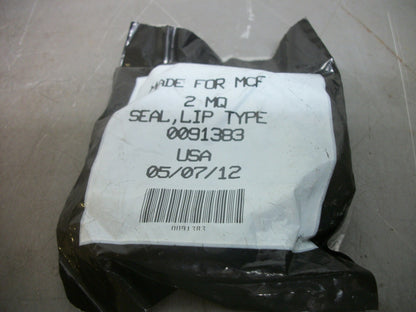 MADE FOR MCF
2 MQ
SEAL,LIP TYPE
0091383
USA
05/07/12
0091383